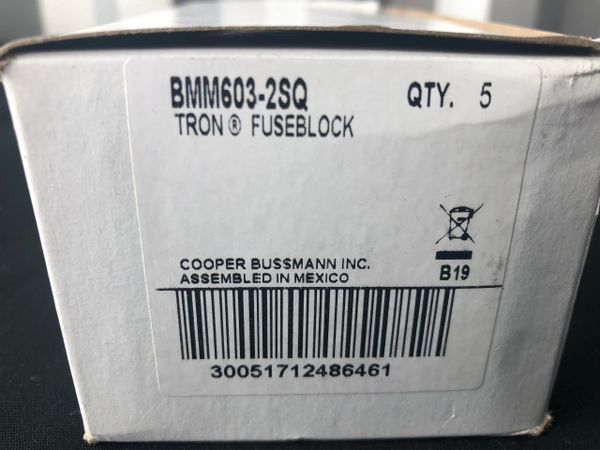 BMM603-2SQ QTY. 5
TRON ® FUSEBLOCK
COOPER BUSSMANN INC.
ASSEMBLED IN MEXICO
B19
30051712486461